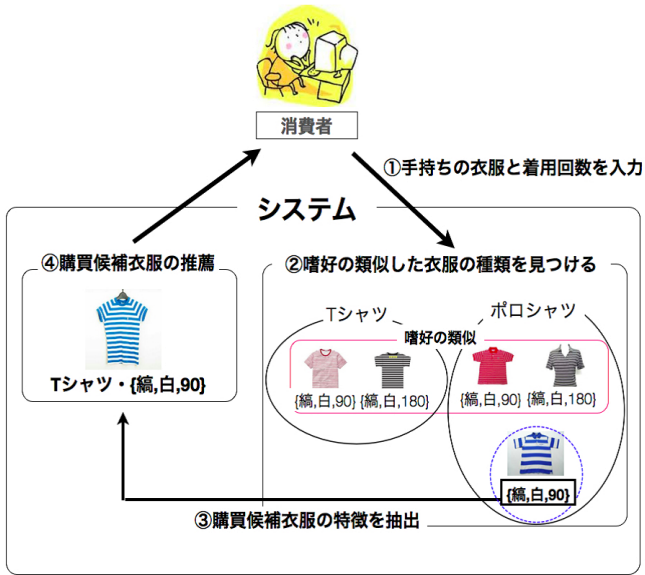 消費者
①手持ちの衣服と着用回数を入力
システム
④購買候補衣服の推薦
②嗜好の類似した衣服の種類を見つける
Tシャツ
ポロシャツ
嗜好の類似
{縞,白,90} {縞,白,180}
{縞,白,90} {縞,白,180}
Tシャツ・{縞,白,90}
{縞,白,90}
③購買候補衣服の特徴を抽出